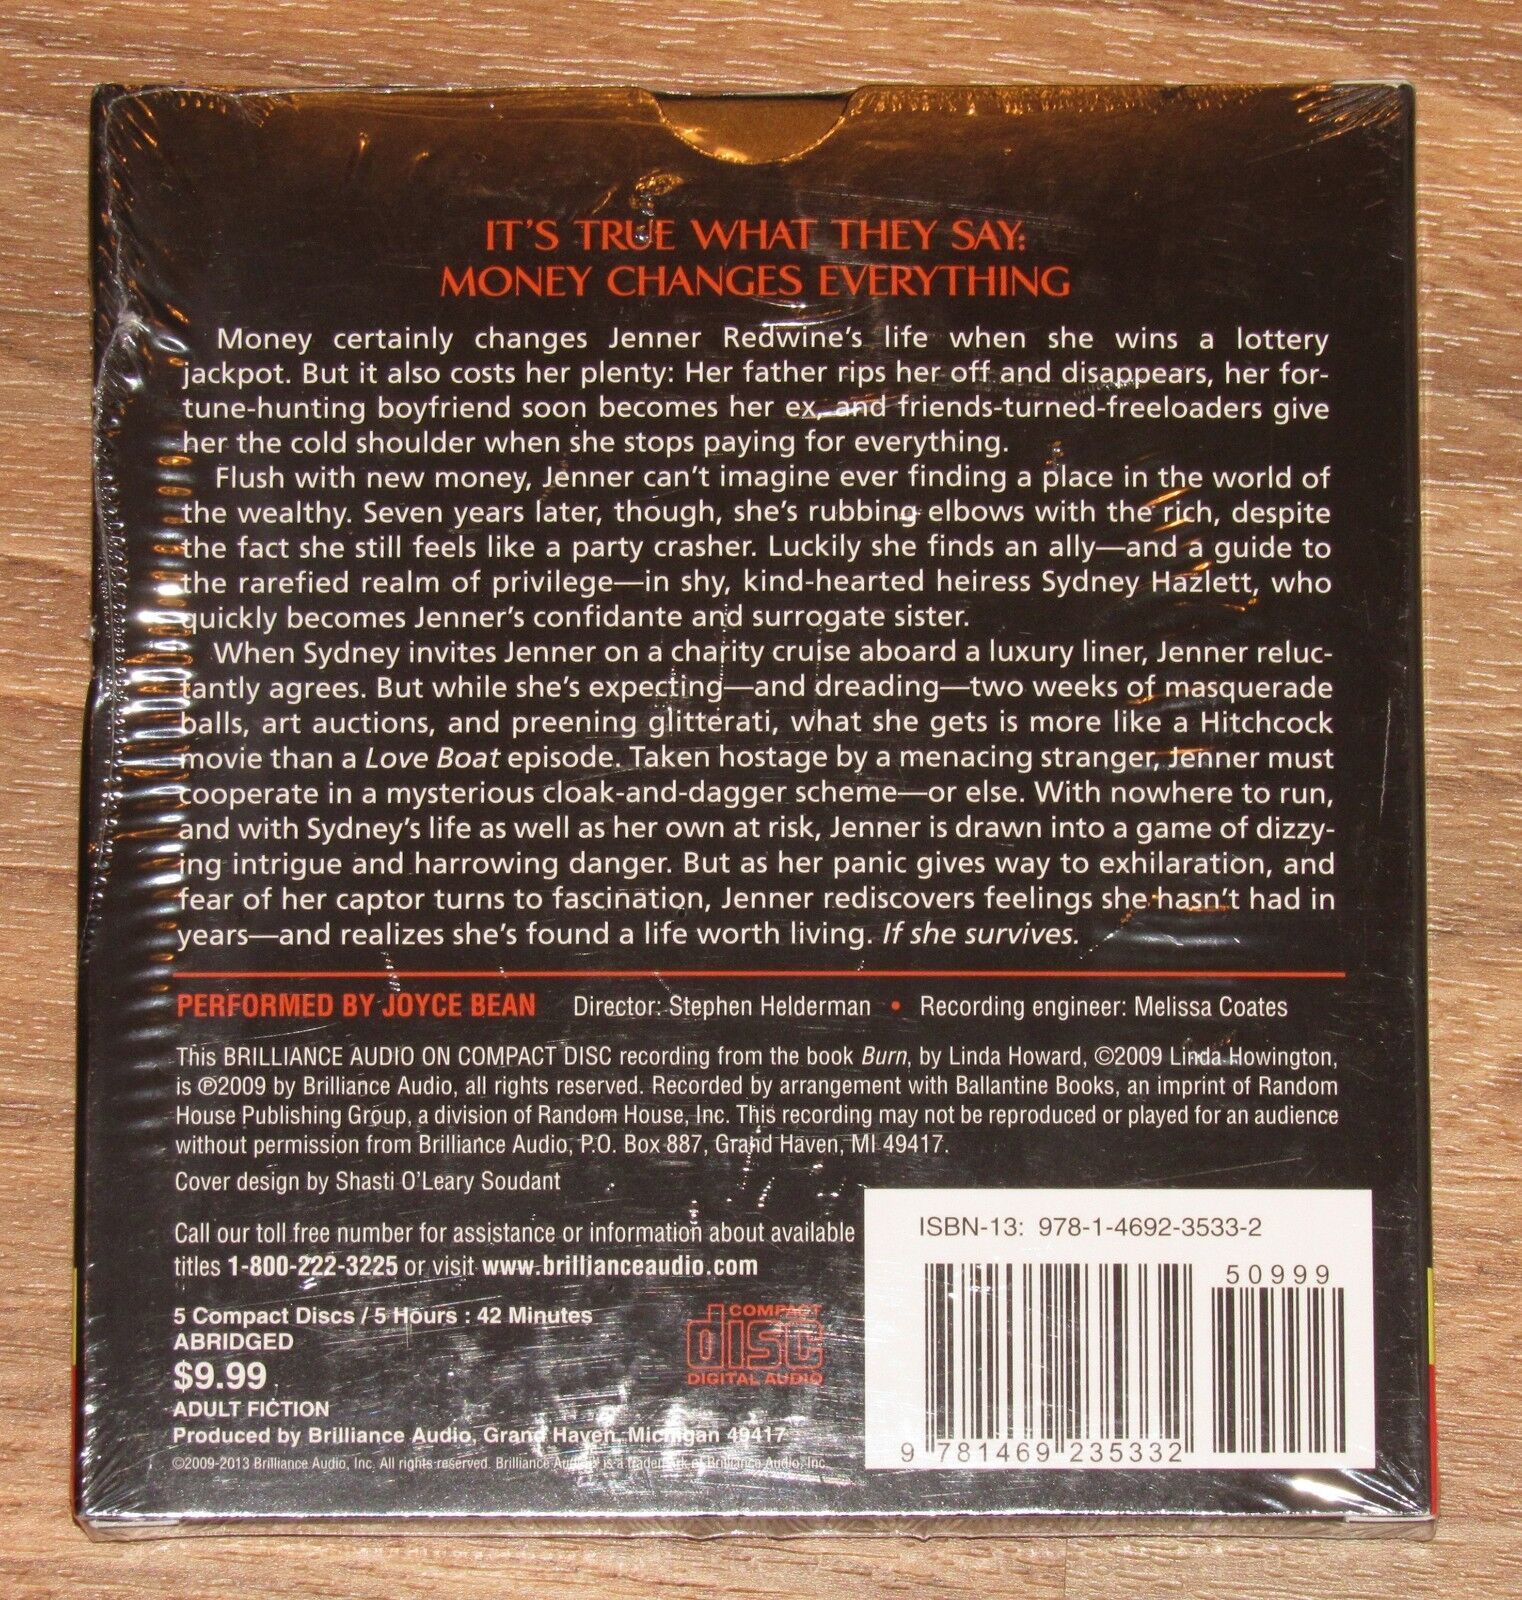 IT'S TRUE WHAT THEY SAY:
MONEY CHANGES EVERYTHING
Money certainly changes Jenner Redwine's life when she wins a lottery
jackpot. But it also costs her plenty: Her father rips her off and disappears, her for-
tune-hunting boyfriend soon becomes her ex, and friends-turned-freeloaders give
her the cold shoulder when she stops paying for everything.
Flush with new money, Jenner can't imagine ever finding a place in the world of
the wealthy. Seven years later, though, she's rubbing elbows with the rich, despite
the fact she still feels like a party crasher. Luckily she finds an ally—and a guide to
the rarefied realm of privilege—in shy, kind-hearted heiress Sydney Hazlett, who
quickly becomes Jenner's confidante and surrogate sister.
When Sydney invites Jenner on a charity cruise aboard a luxury liner, Jenner reluc-
tantly agrees. But while she's expecting—and dreading—two weeks of masquerade
balls, art auctions, and preening glitterati, what she gets is more like a Hitchcock
movie than a Love Boat episode. Taken hostage by a menacing stranger, Jenner must
cooperate in a mysterious cloak-and-dagger scheme—or else. With nowhere to run,
and with Sydney's life as well as her own at risk, Jenner is drawn into a game of dizzy-
ing intrigue and harrowing danger. But as her panic gives way to exhilaration, and
fear of her captor turns to fascination, Jenner rediscovers feelings she hasn't had in
years—and realizes she's found a life worth living. If she survives.
PERFORMED BY JOYCE BEAN Director: Stephen Helderman • Recording engineer: Melissa Coates
This BRILLIANCE AUDIO ON COMPACT DISC recording from the book Burn, by Linda Howard, ©2009 Linda Howington,
is ℗2009 by Brilliance Audio, all rights reserved. Recorded by arrangement with Ballantine Books, an imprint of Random
House Publishing Group, a division of Random House, Inc. This recording may not be reproduced or played for an audience
without permission from Brilliance Audio, P.O. Box 887, Grand Haven, MI 49417.
Cover design by Shasti O'Leary Soudant
Call our toll free number for assistance or information about available
titles 1-800-222-3225 or visit www.brillianceaudio.com
5 Compact Discs / 5 Hours : 42 Minutes
ABRIDGED
$9.99
ADULT FICTION
Produced by Brilliance Audio, Grand Haven, Michigan 49417
©2009-2013 Brilliance Audio, Inc. All rights reserved. Brilliance Audio is a trademark of Brilliance Audio, Inc.
COMPACT
disc
DIGITAL AUDIO
ISBN-13: 978-1-4692-3533-2
50999
9 781469 235332